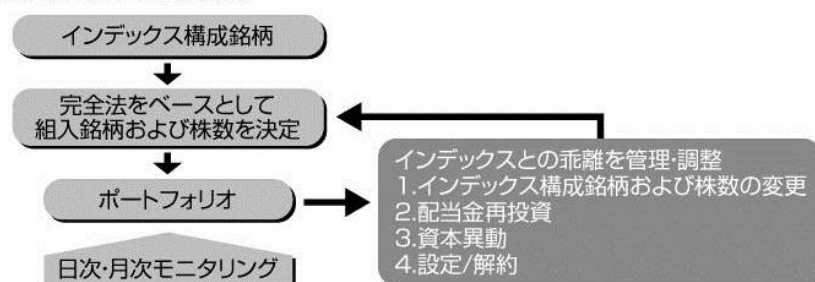 インデックス構成銘柄
完全法をベースとして
組入銘柄および株数を決定
ポートフォリオ
インデックスとの乖離を管理・調整
1.インデックス構成銘柄および株数の変更
2.配当金再投資
3.資本異動
4.設定/解約
日次・月次モニタリング